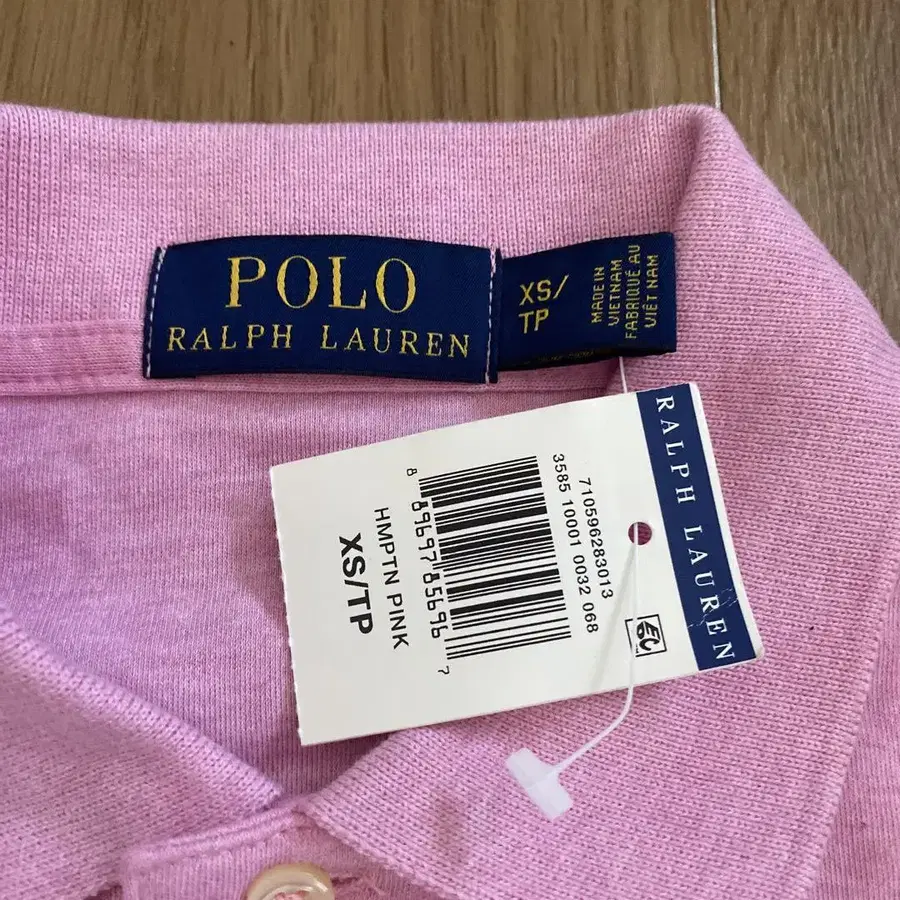 POLO
RALPH LAUREN
XS/
TP
MADE IN
VIETNAM
FABRIQUÉ AU
VIÊT NAM
RALPH LAUREN
710596283013
3585 10001 0032 068
8 89697 85696 7
HMPTN PINK
XS/TP